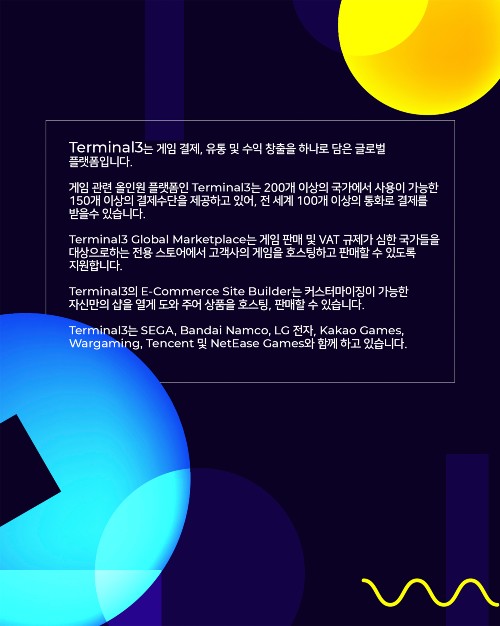 Terminal3는 게임 결제, 유통 및 수익 창출을 하나로 담은 글로벌
플랫폼입니다.
게임 관련 올인원 플랫폼인 Terminal3는 200개 이상의 국가에서 사용이 가능한
150개 이상의 결제수단을 제공하고 있어, 전 세계 100개 이상의 통화로 결제를
받을수 있습니다.
Terminal3 Global Marketplace는 게임 판매 및 VAT 규제가 심한 국가들을
대상으로하는 전용 스토어에서 고객사의 게임을 호스팅하고 판매할 수 있도록
지원합니다.
Terminal3의 E-Commerce Site Builder는 커스터마이징이 가능한
자신만의 샵을 열게 도와 주어 상품을 호스팅, 판매할 수 있습니다.
Terminal3는 SEGA, Bandai Namco, LG 전자, Kakao Games,
Wargaming, Tencent 및 NetEase Games와 함께 하고 있습니다.